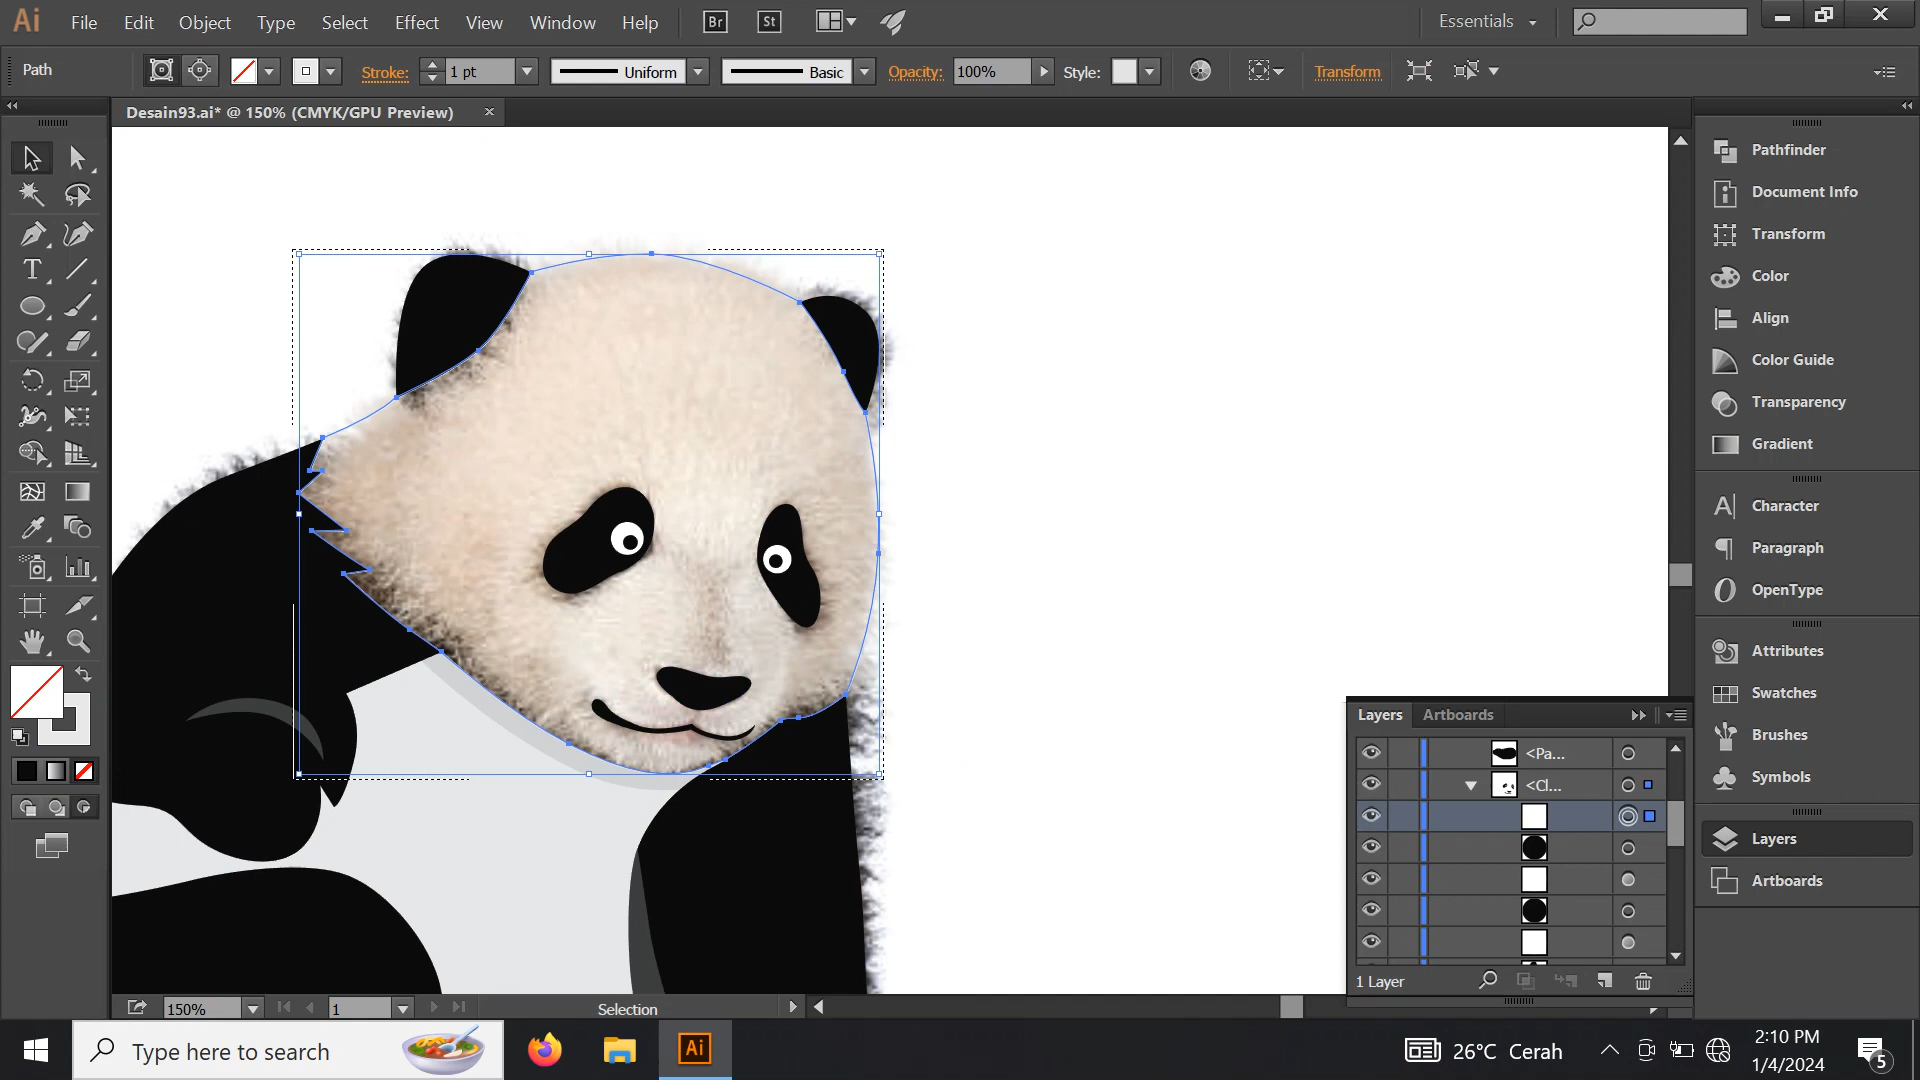 Ai File Edit Object Type Select Effect View Window Help Br St Essentials
Path Stroke: 1 pt Uniform Basic Opacity: 100% Style: Transform
Desain93.ai* @ 150% (CMYK/GPU Preview)
Pathfinder
Document Info
Transform
Color
Align
Color Guide
Transparency
Gradient
Character
Paragraph
OpenType
Attributes
Swatches
Brushes
Symbols
Layers
Artboards
Layers Artboards
<Pa...
<Cl...
1 Layer
150% 1 Selection
Type here to search Ai 26°C Cerah 2:10 PM
1/4/2024 5